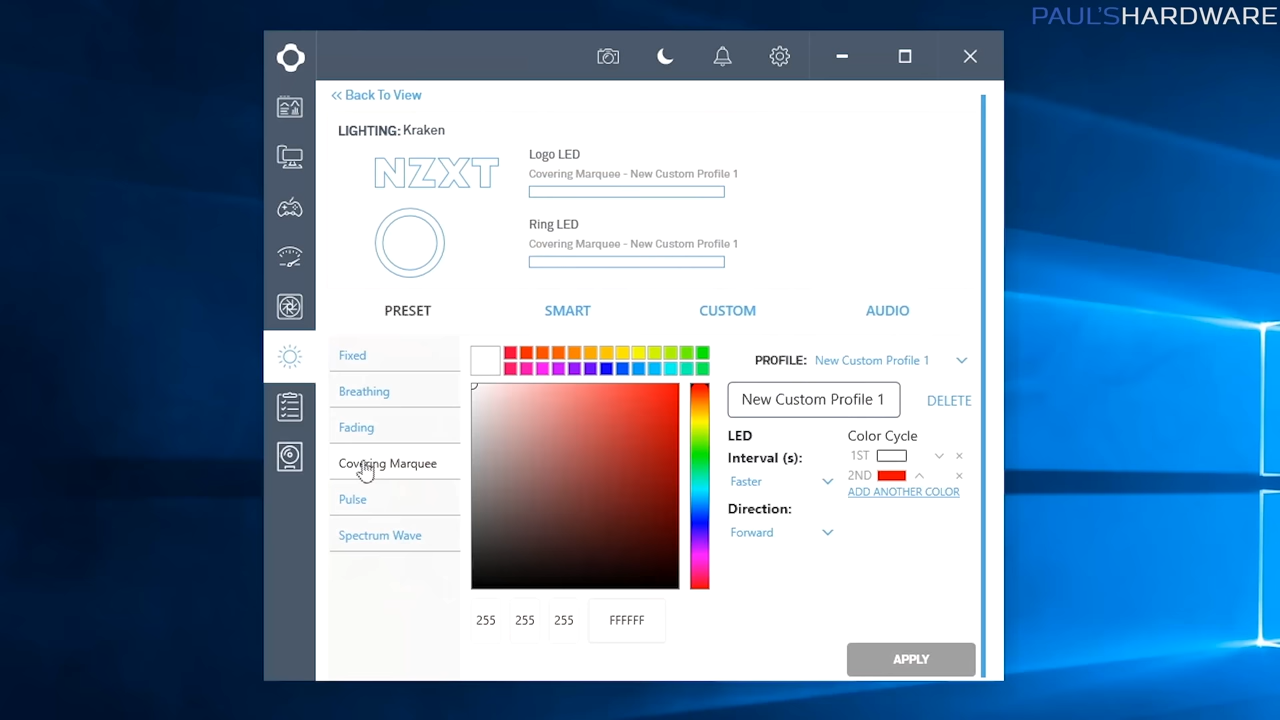 PAUL'SHARDWARE
<< Back To View
LIGHTING: Kraken
NZXT
Logo LED
Covering Marquee - New Custom Profile 1
Ring LED
Covering Marquee - New Custom Profile 1
PRESET SMART CUSTOM AUDIO
Fixed
Breathing
Fading
Covering Marquee
Pulse
Spectrum Wave
255 255 255 FFFFFF
PROFILE: New Custom Profile 1
New Custom Profile 1 DELETE
LED
Interval (s):
Faster
Direction:
Forward
Color Cycle
1ST
2ND
ADD ANOTHER COLOR
APPLY